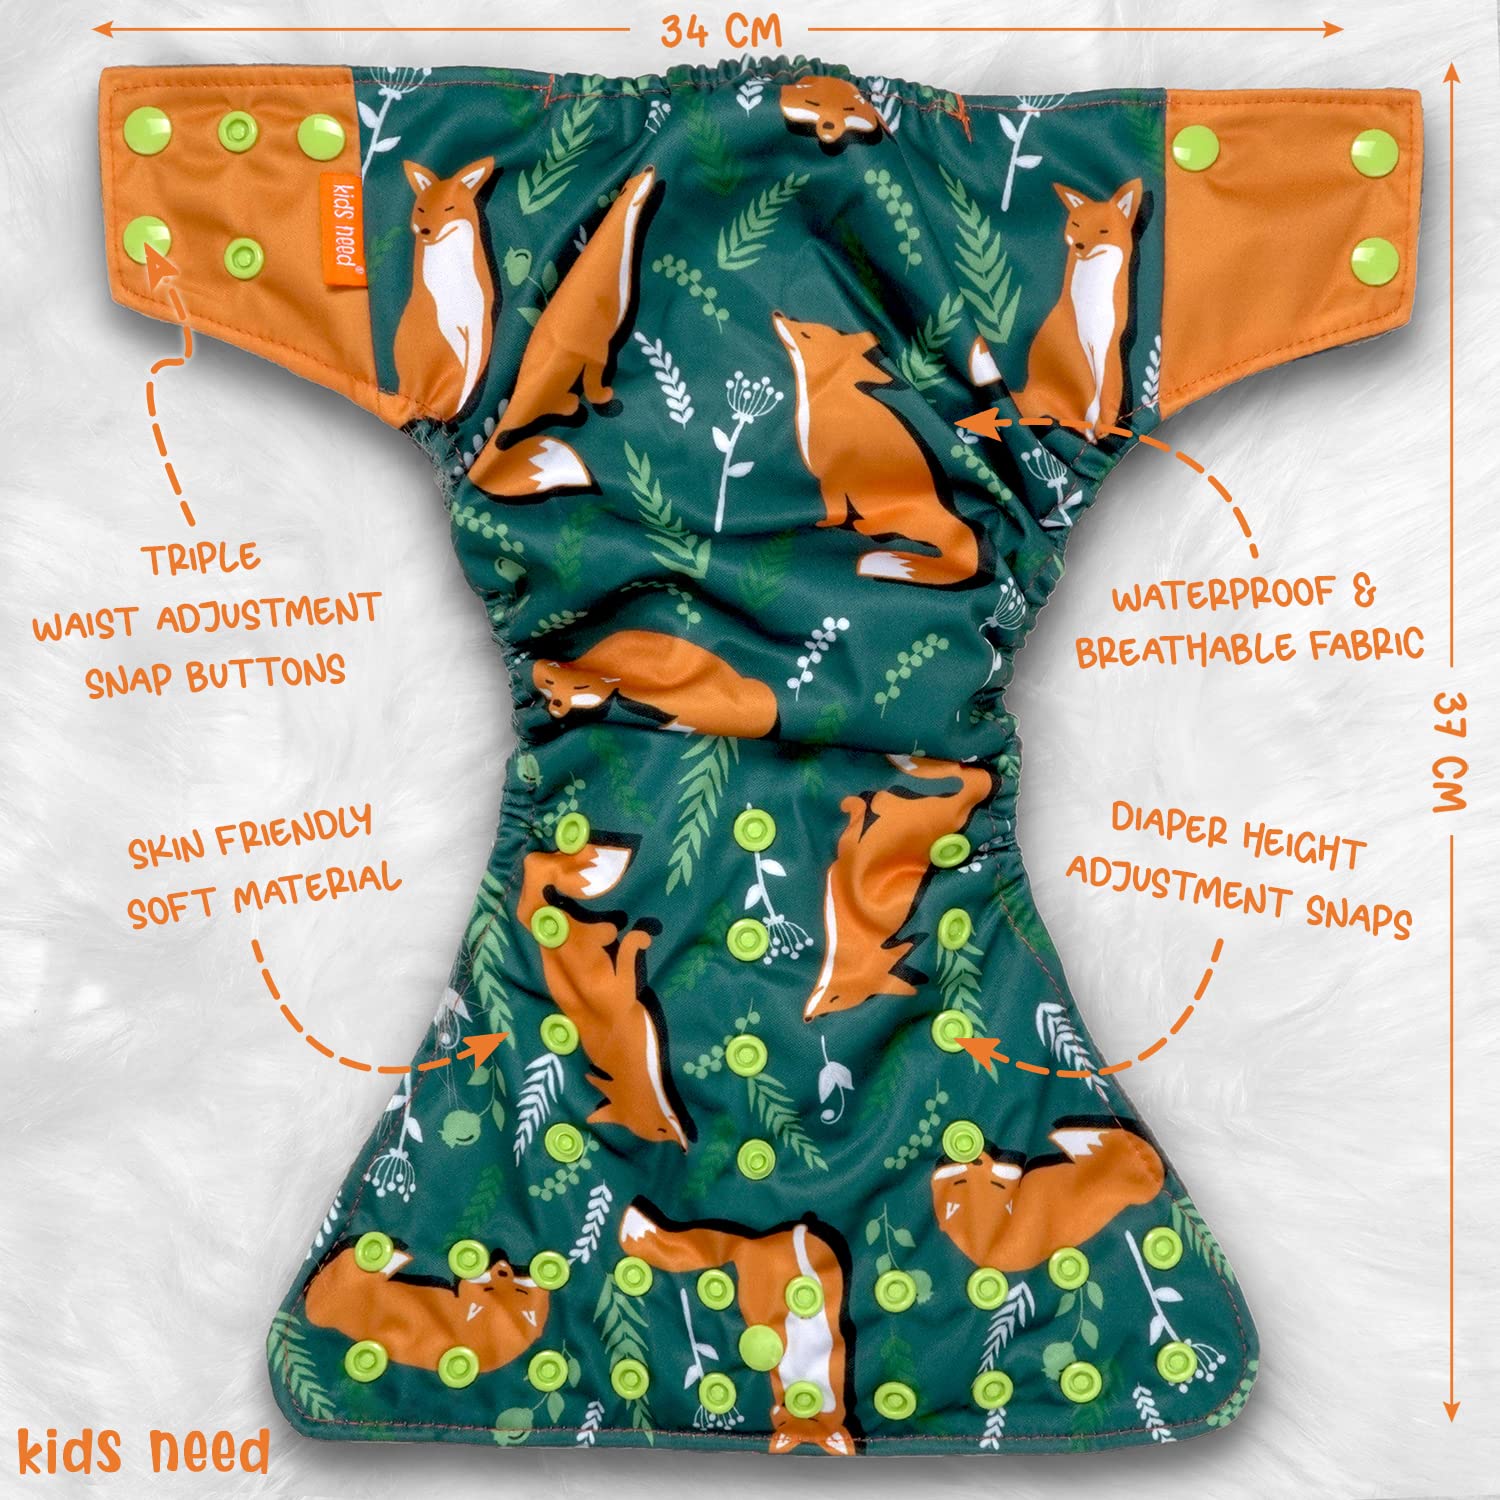 34 CM
kids need®
TRIPLE
WAIST ADJUSTMENT
SNAP BUTTONS
WATERPROOF &
BREATHABLE FABRIC
37 CM
SKIN FRIENDLY
SOFT MATERIAL
DIAPER HEIGHT
ADJUSTMENT SNAPS
kids need